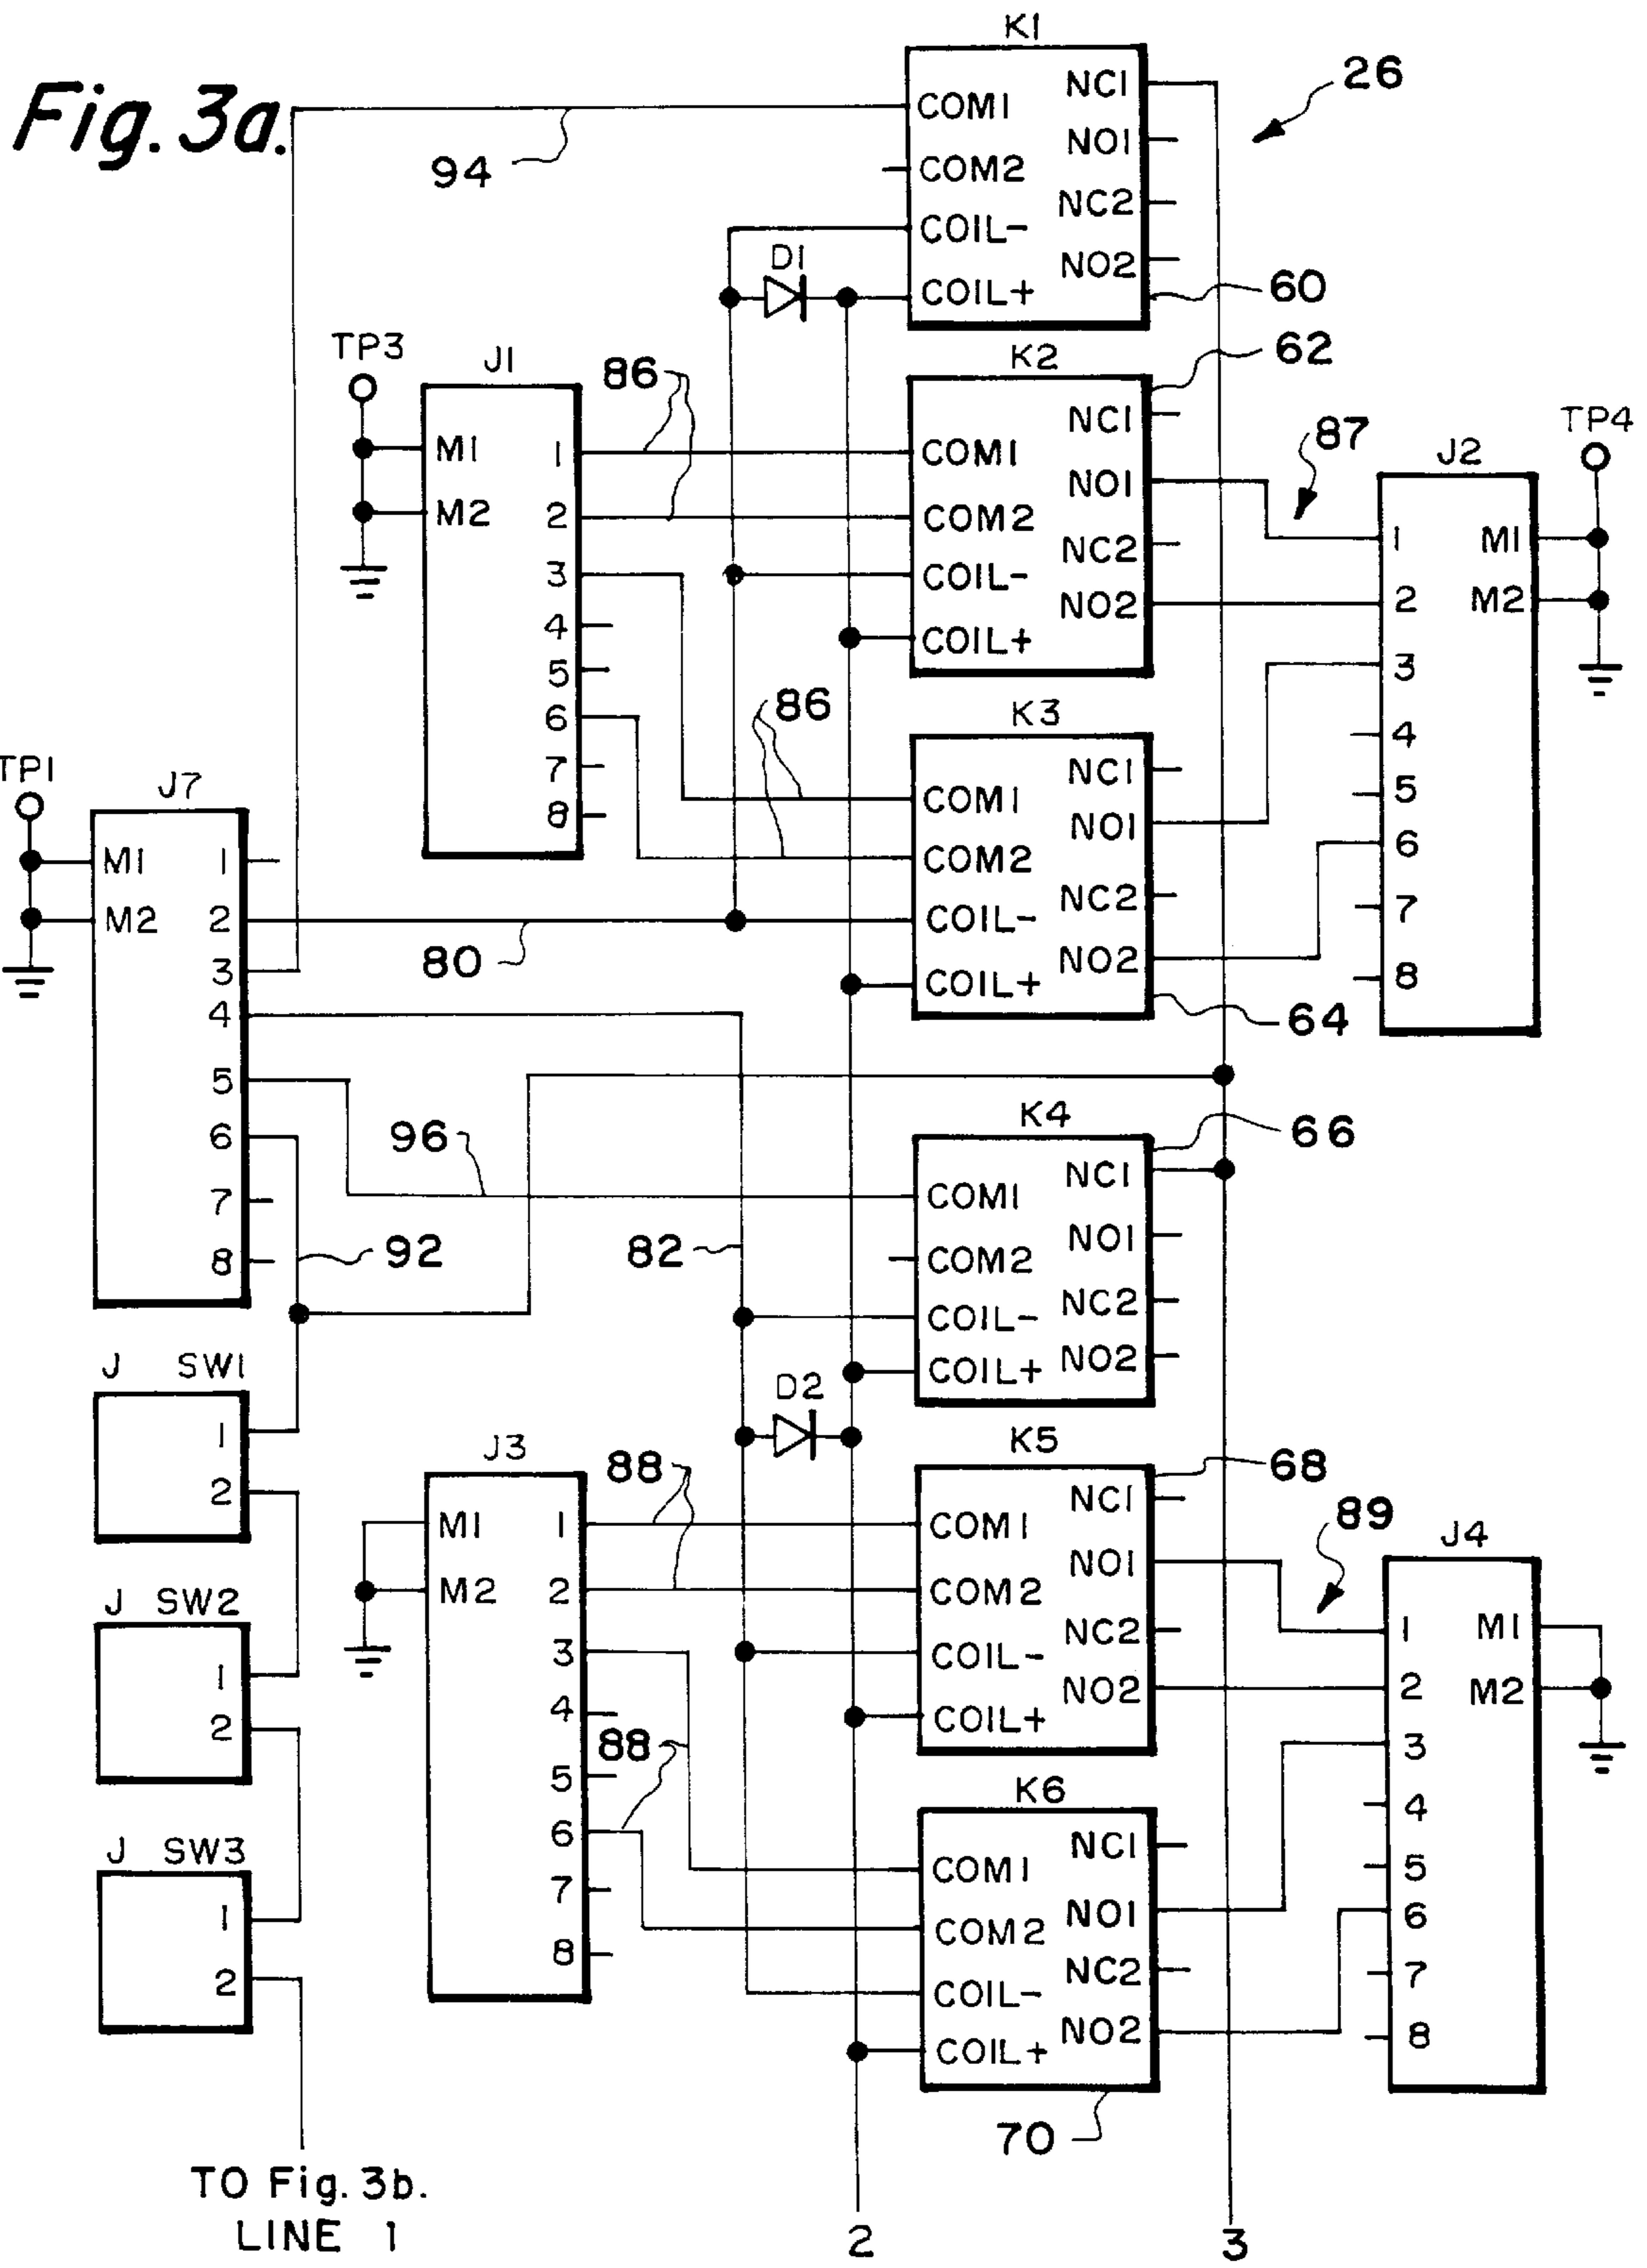 Fig. 3a.
K1
COM1
COM2
COIL-
COIL+
NC1
NO1
NC2
NO2
26
94
D1
60
TP3
J1
M1
M2
1
2
3
4
5
6
7
8
86
86
K2
62
COM1
COM2
COIL-
COIL+
NC1
NO1
NC2
NO2
87
J2
TP4
1
2
3
4
5
6
7
8
M1
M2
K3
COM1
COM2
COIL-
COIL+
NC1
NO1
NC2
NO2
64
TP1
J7
M1
M2
1
2
3
4
5
6
7
8
80
96
92
82
K4
66
COM1
COM2
COIL-
COIL+
NC1
NO1
NC2
NO2
D2
J SW1
1
2
J SW2
1
2
J SW3
1
2
J3
M1
M2
1
2
3
4
5
6
7
8
88
88
K5
68
COM1
COM2
COIL-
COIL+
NC1
NO1
NC2
NO2
89
J4
1
2
3
4
5
6
7
8
M1
M2
K6
COM1
COM2
COIL-
COIL+
NC1
NO1
NC2
NO2
70
TO Fig. 3b.
LINE 1
2
3